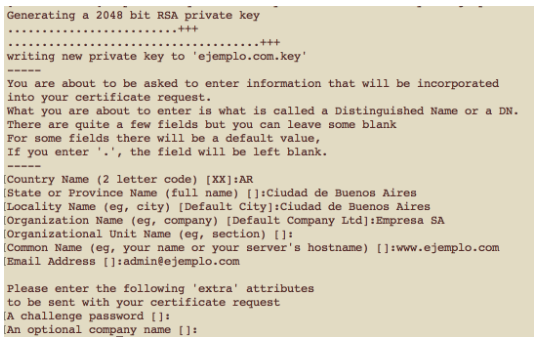 Generating a 2048 bit RSA private key
..........................+++
......................................+++
writing new private key to 'ejemplo.com.key'
-----
You are about to be asked to enter information that will be incorporated
into your certificate request.
What you are about to enter is what is called a Distinguished Name or a DN.
There are quite a few fields but you can leave some blank
For some fields there will be a default value,
If you enter '.', the field will be left blank.
-----
[Country Name (2 letter code) [XX]:AR
[State or Province Name (full name) []:Ciudad de Buenos Aires
[Locality Name (eg, city) [Default City]:Ciudad de Buenos Aires
[Organization Name (eg, company) [Default Company Ltd]:Empresa SA
[Organizational Unit Name (eg, section) []:
[Common Name (eg, your name or your server's hostname) []:www.ejemplo.com
[Email Address []:admin@ejemplo.com
Please enter the following 'extra' attributes
to be sent with your certificate request
[A challenge password []:
[An optional company name []: